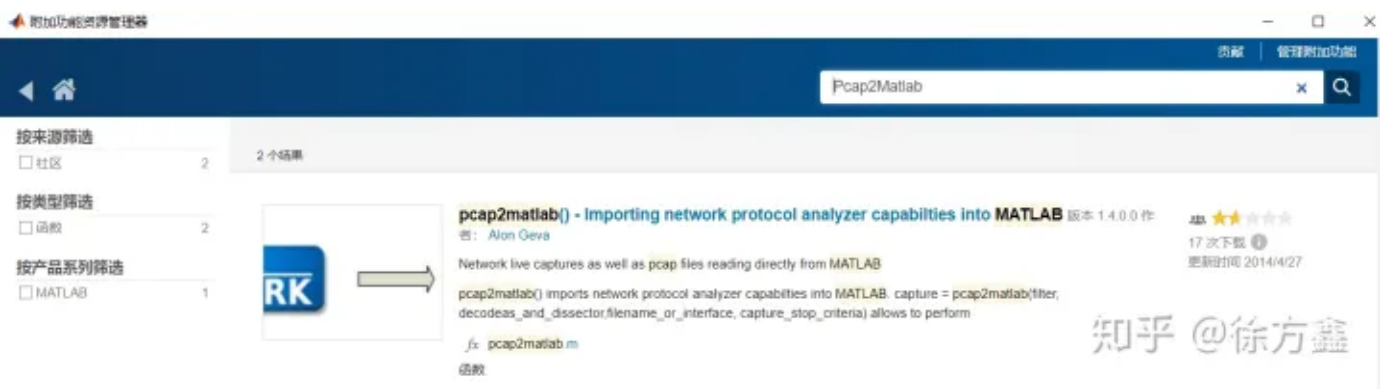 附加功能资源管理器
贡献 | 管理附加功能
Pcap2Matlab
按来源筛选
社区 2
按类型筛选
函数 2
按产品系列筛选
MATLAB 1
2 个结果
RK
pcap2matlab() - Importing network protocol analyzer capabilties into MATLAB 版本 1.4.0.0 作
者: Alon Geva
Network live captures as well as pcap files reading directly from MATLAB
pcap2matlab() imports network protocol analyzer capabilties into MATLAB. capture = pcap2matlab(filter,
decodeas_and_dissector,filename_or_interface, capture_stop_criteria) allows to perform
fx pcap2matlab.m
函数
17 次下载
更新时间 2014/4/27
知乎 @徐方鑫